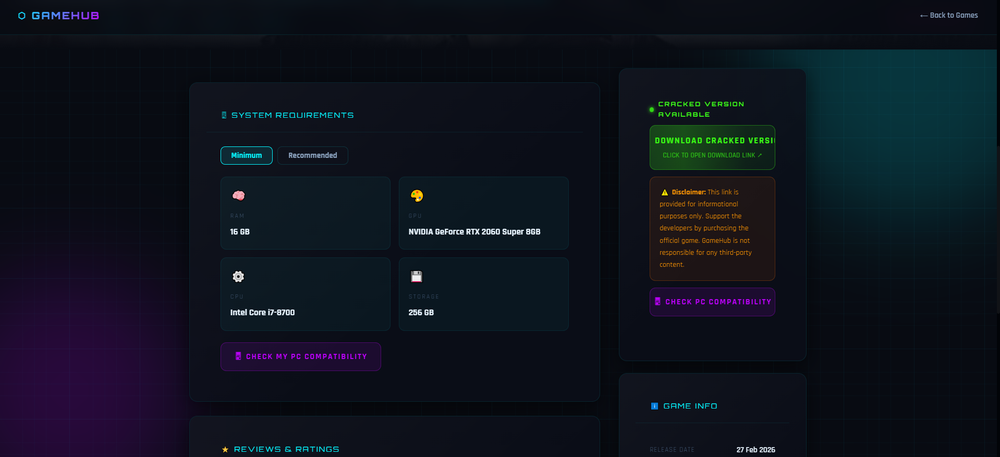 GAMEHUB
← Back to Games
SYSTEM REQUIREMENTS
Minimum
Recommended
RAM
16 GB
GPU
NVIDIA GeForce RTX 2060 Super 8GB
CPU
Intel Core i7-8700
STORAGE
256 GB
CHECK MY PC COMPATIBILITY
REVIEWS & RATINGS
CRACKED VERSION
AVAILABLE
DOWNLOAD CRACKED VERSI
CLICK TO OPEN DOWNLOAD LINK ↗
Disclaimer: This link is
provided for informational
purposes only. Support the
developers by purchasing the
official game. GameHub is not
responsible for any third-party
content.
CHECK PC COMPATIBILITY
GAME INFO
RELEASE DATE
27 Feb 2026